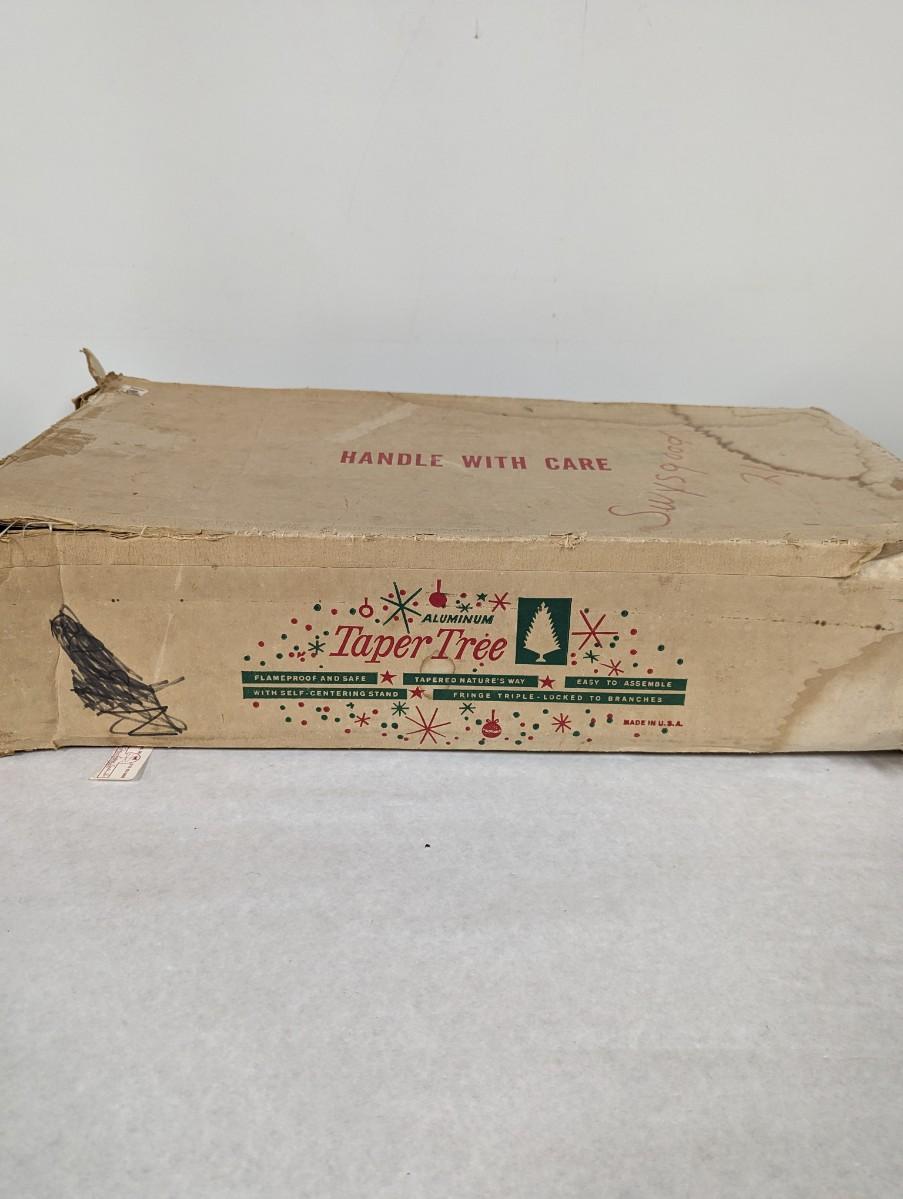 HANDLE WITH CARE
ALUMINUM
Taper Tree
FLAMEPROOF AND SAFE ★ TAPERED NATURE'S WAY ★ EASY TO ASSEMBLE
WITH SELF-CENTERING STAND ★ FRINGE TRIPLE-LOCKED TO BRANCHES
MADE IN U.S.A.